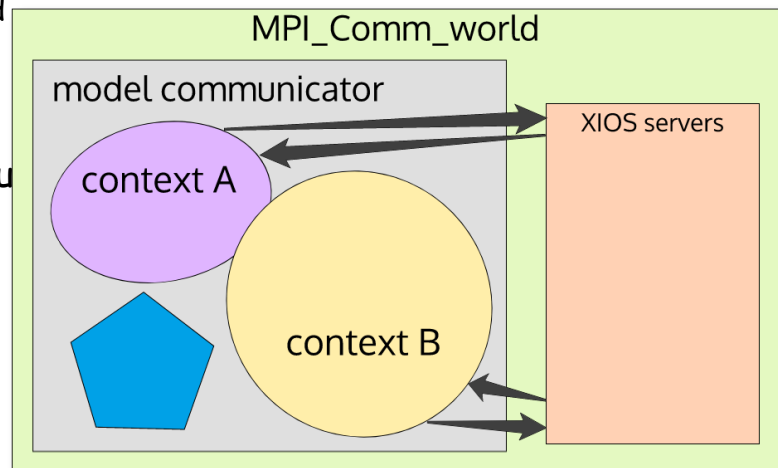 MPI_Comm_world
model communicator
XIOS servers
context A
context B